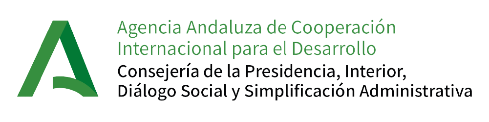 Agencia Andaluza de Cooperación
Internacional para el Desarrollo
Consejería de la Presidencia, Interior,
Diálogo Social y Simplificación Administrativa